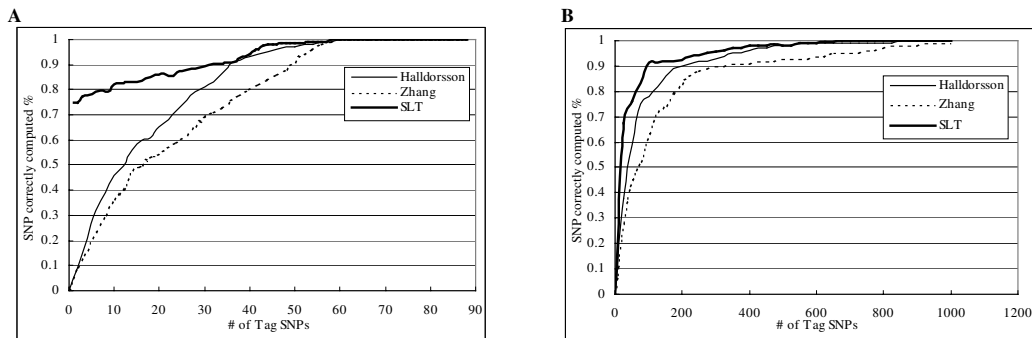 A
SNP correctly computed %
1
0.9
0.8
0.7
0.6
0.5
0.4
0.3
0.2
0.1
0
0 10 20 30 40 50 60 70 80 90
# of Tag SNPs
Halldorsson
Zhang
SLT
B
SNP correctly computed %
1
0.9
0.8
0.7
0.6
0.5
0.4
0.3
0.2
0.1
0
0 200 400 600 800 1000 1200
# of Tag SNPs
Halldorsson
Zhang
SLT